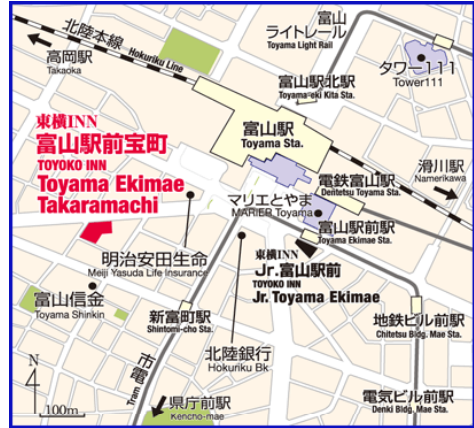 北陸本線
Hokuriku Line
高岡駅
Takaoka
富山
ライトレール
Toyama Light Rail
タワー111
Tower111
富山駅北駅
Toyama-eki Kita Sta.
富山駅
Toyama Sta.
東横INN
富山駅前宝町
TOYOKO INN
Toyama Ekimae
Takaramachi
滑川駅
Namerikawa
電鉄富山駅
Dentetsu Toyama Sta.
マリエとやま
MARIER Toyama
富山駅前駅
Toyama Ekimae Sta.
明治安田生命
Meiji Yasuda Life Insurance
東横INN
Jr.富山駅前
TOYOKO INN
Jr. Toyama Ekimae
富山信金
Toyama Shinkin
新富町駅
Shintomi-cho Sta.
地鉄ビル前駅
Chitetsu Bldg. Mae Sta.
北陸銀行
Hokuriku Bk
市電
Tram
N
100m
県庁前駅
Kencho-mae
電気ビル前駅
Denki Bldg. Mae Sta.